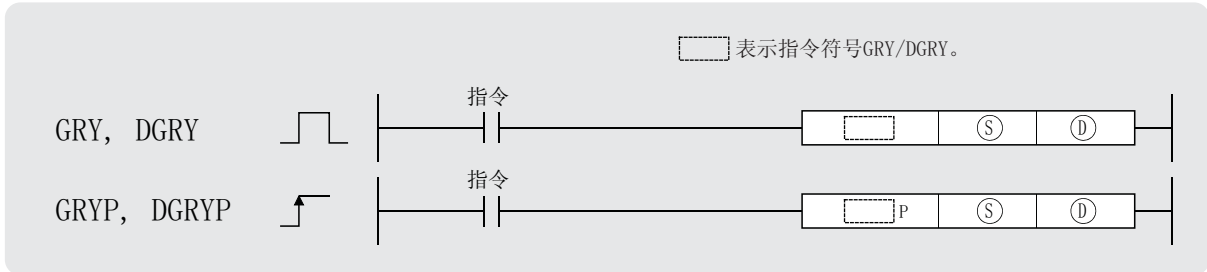 表示指令符号GRY/DGRY。
指令
GRY, DGRY Ⓢ Ⓓ
指令
GRYP, DGRYP P Ⓢ Ⓓ